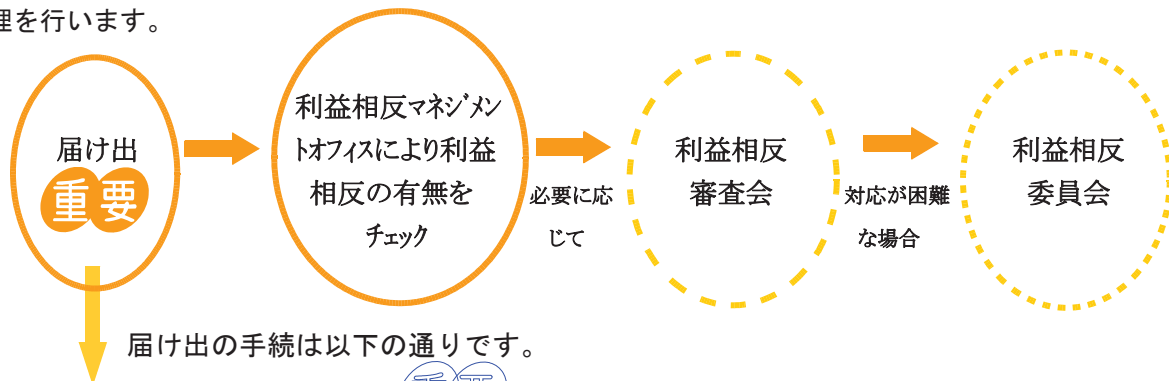 理を行います。
届け出
重要
利益相反マネジメン
トオフィスにより利益
相反の有無を
チェック
必要に応
じて
利益相反
審査会
対応が困難
な場合
利益相反
委員会
届け出の手続は以下の通りです。